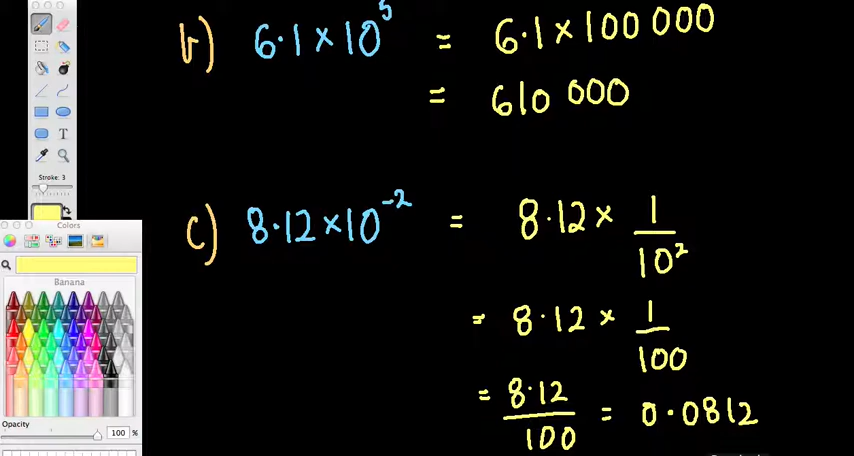 b) 6·1 × 10⁵ = 6·1 × 100 000
= 610 000
Stroke: 3
c) 8·12 × 10⁻² = 8·12 × 1/10²
Colors
= 8·12 × 1/100
Banana
= 8·12/100 = 0·0812
Opacity
100 %
T